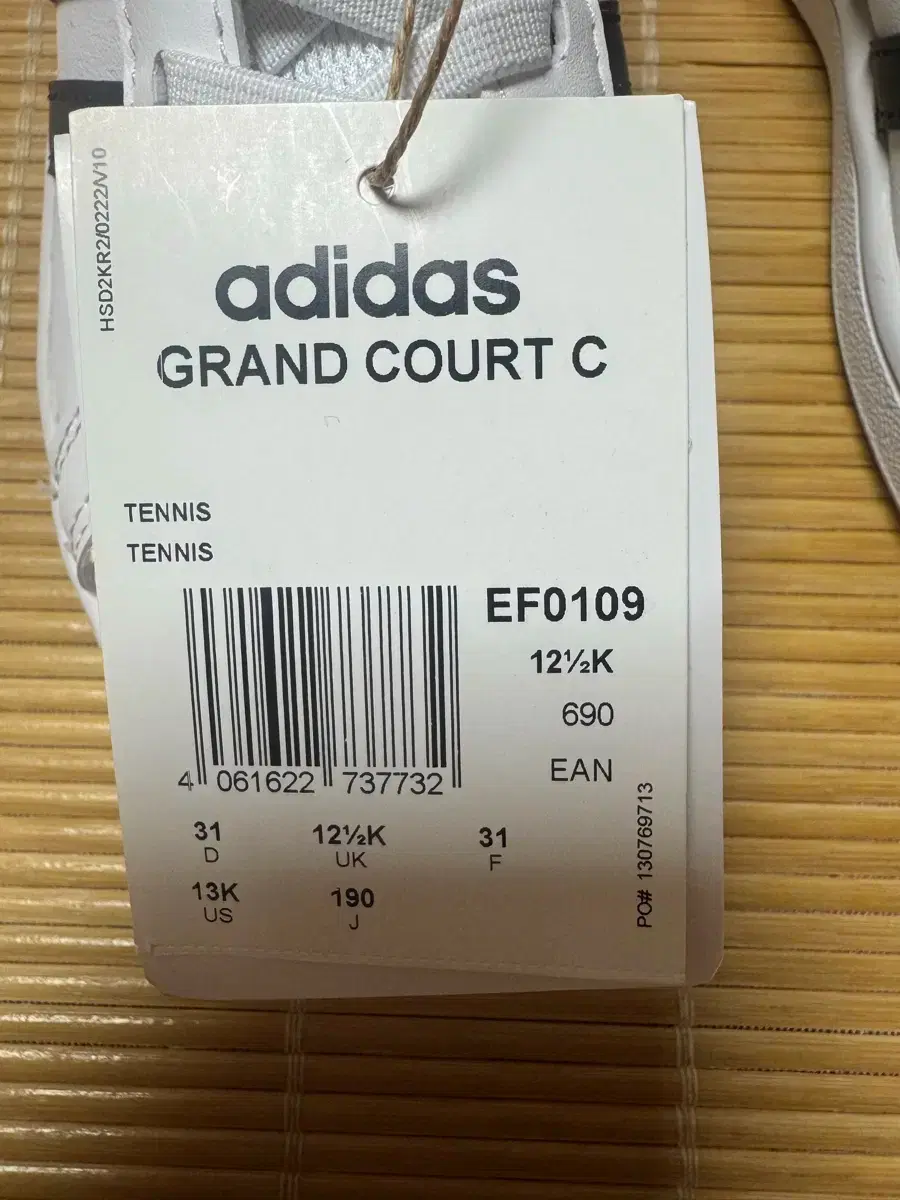 HSD2KR2/0222/V/10
adidas
GRAND COURT C
TENNIS
TENNIS
EF0109
12½K
690
EAN
4 061622 737732
31 12½K 31
D UK F
13K 190
US J
PO# 130769713